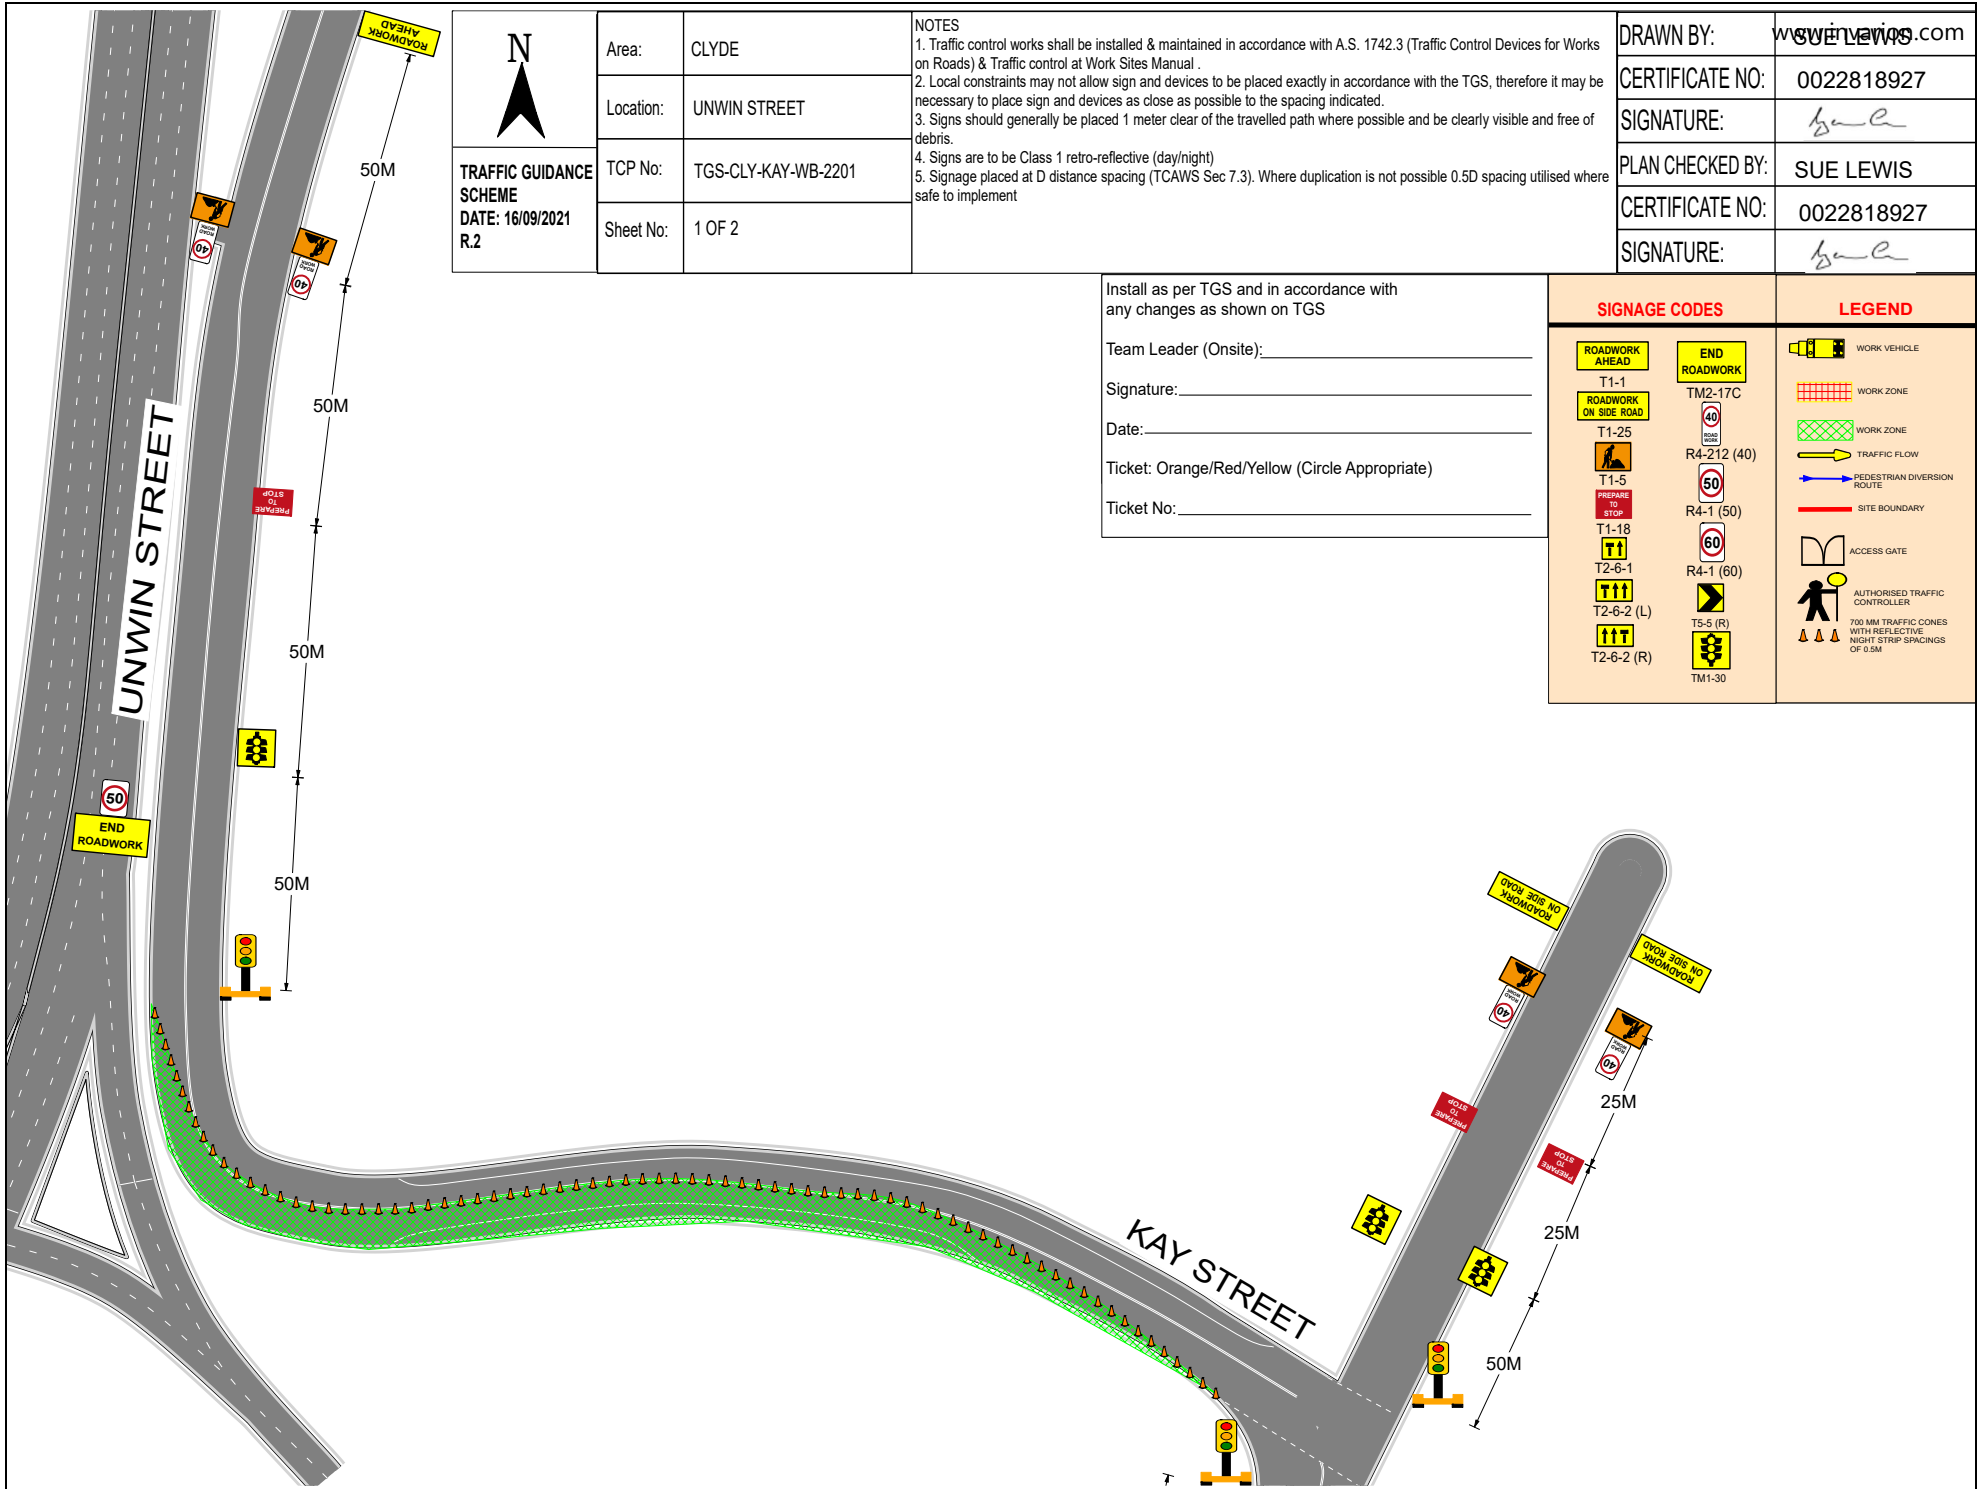 N
TRAFFIC GUIDANCE
SCHEME
DATE: 16/09/2021
R.2
Area: CLYDE
Location: UNWIN STREET
TCP No: TGS-CLY-KAY-WB-2201
Sheet No: 1 OF 2
NOTES
1. Traffic control works shall be installed & maintained in accordance with A.S. 1742.3 (Traffic Control Devices for Works
on Roads) & Traffic control at Work Sites Manual .
2. Local constraints may not allow sign and devices to be placed exactly in accordance with the TGS, therefore it may be
necessary to place sign and devices as close as possible to the spacing indicated.
3. Signs should generally be placed 1 meter clear of the travelled path where possible and be clearly visible and free of
debris.
4. Signs are to be Class 1 retro-reflective (day/night)
5. Signage placed at D distance spacing (TCAWS Sec 7.3). Where duplication is not possible 0.5D spacing utilised where
safe to implement
DRAWN BY: SUE LEWIS
www.invarion.com
CERTIFICATE NO: 0022818927
SIGNATURE:
PLAN CHECKED BY: SUE LEWIS
CERTIFICATE NO: 0022818927
SIGNATURE:
Install as per TGS and in accordance with
any changes as shown on TGS
Team Leader (Onsite):
Signature:
Date:
Ticket: Orange/Red/Yellow (Circle Appropriate)
Ticket No:
SIGNAGE CODES
ROADWORK
AHEAD
T1-1
ROADWORK
ON SIDE ROAD
T1-25
T1-5
PREPARE
TO
STOP
T1-18
T2-6-1
T2-6-2 (L)
T2-6-2 (R)
END
ROADWORK
TM2-17C
40
ROAD
WORK
R4-212 (40)
50
R4-1 (50)
60
R4-1 (60)
T5-5 (R)
TM1-30
LEGEND
WORK VEHICLE
WORK ZONE
WORK ZONE
TRAFFIC FLOW
PEDESTRIAN DIVERSION
ROUTE
SITE BOUNDARY
ACCESS GATE
AUTHORISED TRAFFIC
CONTROLLER
700 MM TRAFFIC CONES
WITH REFLECTIVE
NIGHT STRIP SPACINGS
OF 0.5M
ROADWORK
AHEAD
50M
ROAD
WORK
40
ROAD
WORK
40
50M
UNWIN STREET
PREPARE
TO
STOP
50M
50
END
ROADWORK
50M
KAY STREET
ROADWORK
ON SIDE ROAD
ROADWORK
ON SIDE ROAD
ROAD
WORK
40
ROAD
WORK
40
25M
PREPARE
TO
STOP
PREPARE
TO
STOP
25M
50M